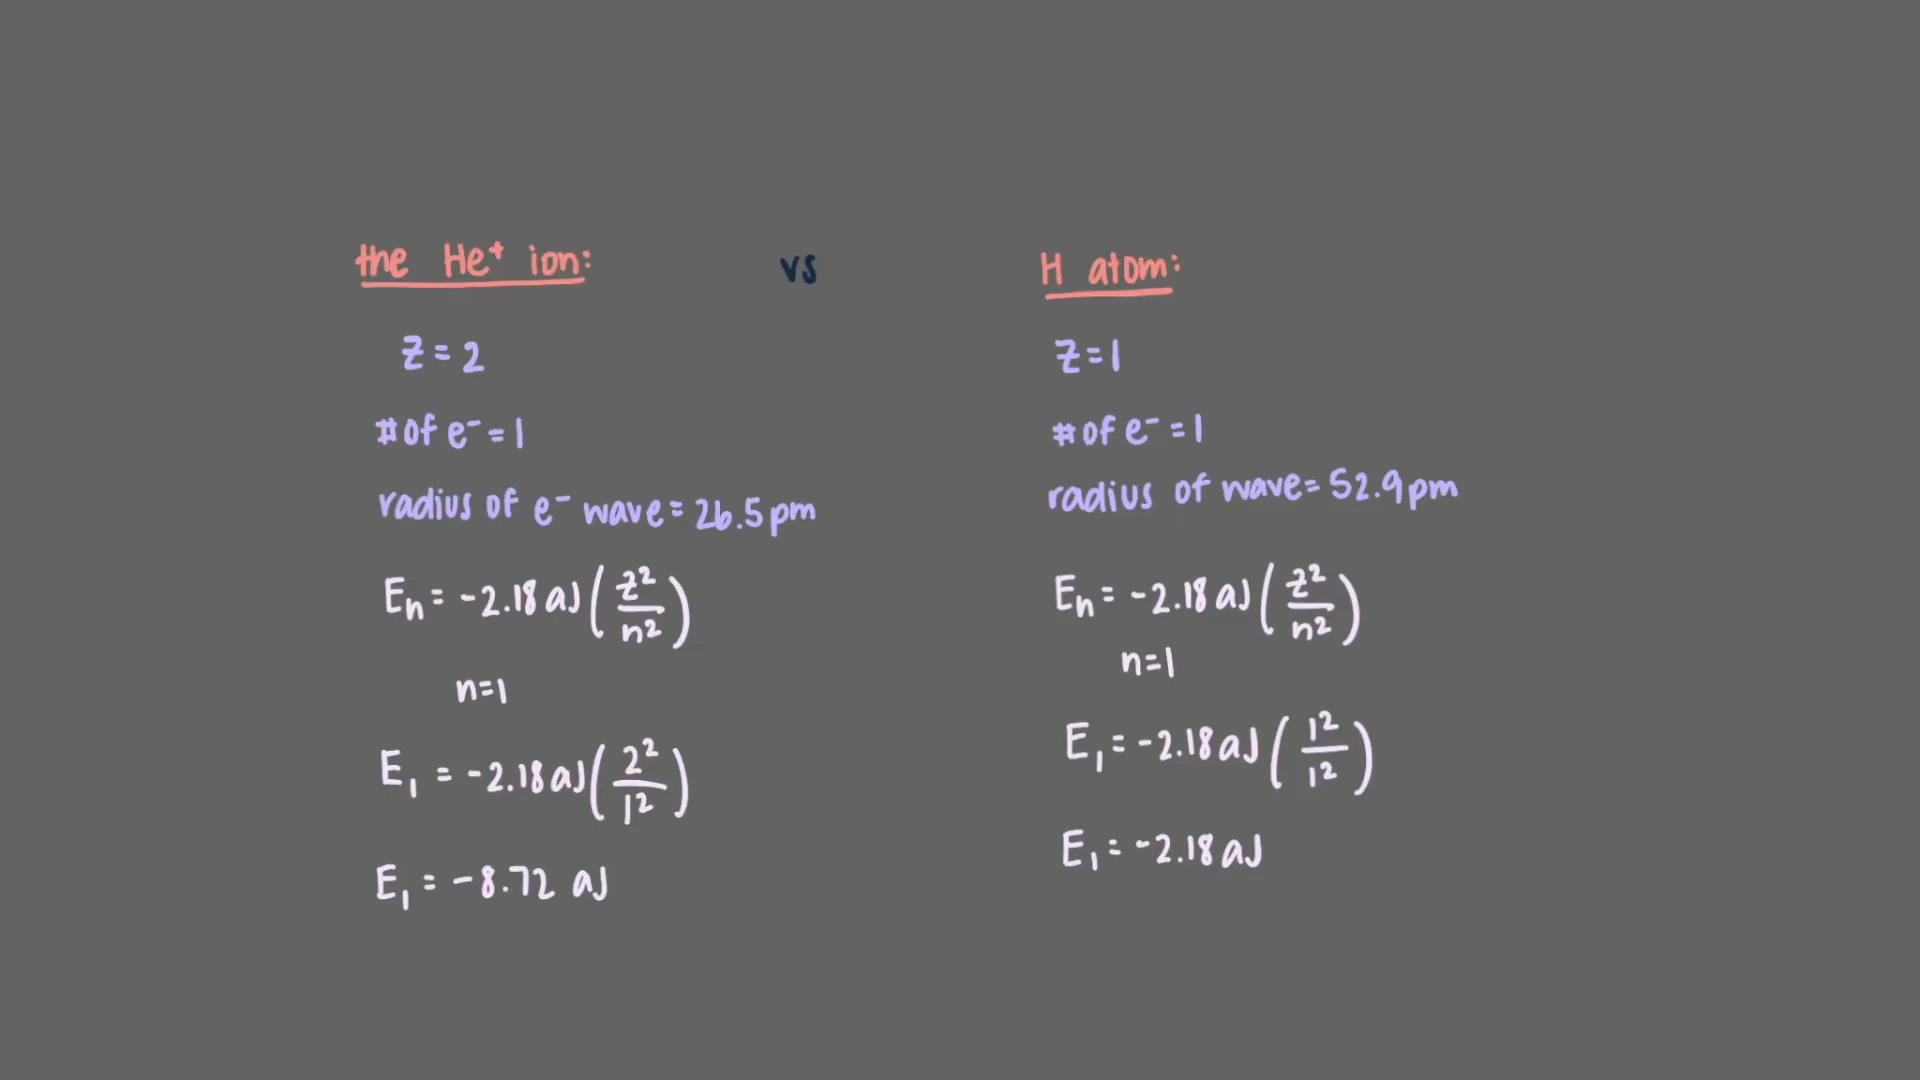 the He⁺ ion:
Z = 2
# of e⁻ = 1
radius of e⁻ wave = 26.5 pm
Eₙ = -2.18 aJ (Z²/n²)
n=1
E₁ = -2.18 aJ (2²/1²)
E₁ = -8.72 aJ
vs
H atom:
Z = 1
# of e⁻ = 1
radius of wave = 52.9 pm
Eₙ = -2.18 aJ (Z²/n²)
n=1
E₁ = -2.18 aJ (1²/1²)
E₁ = -2.18 aJ